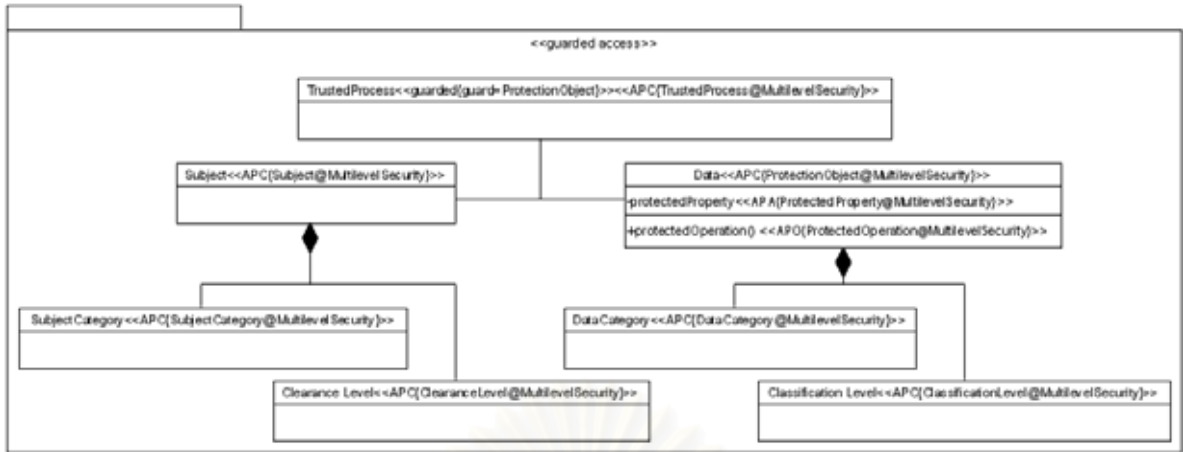 <<guarded access>>
TrustedProcess<<guarded{guard=ProtectionObject}>><<APC{TrustedProcess@MultilevelSecurity}>>
Subject<<APC{Subject@MultilevelSecurity}>>
Data<<APC{ProtectionObject@MultilevelSecurity}>>
-protectedProperty<<APA{ProtectedProperty@MultilevelSecurity}>>
+protectedOperation() <<APO{ProtectedOperation@MultilevelSecurity}>>
SubjectCategory<<APC{SubjectCategory@MultilevelSecurity}>>
DataCategory<<APC{DataCategory@MultilevelSecurity}>>
Clearance Level<<APC{ClearanceLevel@MultilevelSecurity}>>
Classification Level<<APC{ClassificationLevel@MultilevelSecurity}>>